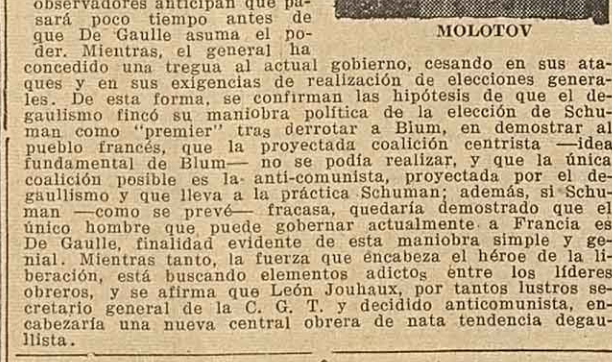 observadores anticipan que pa-
sará poco tiempo antes de
que De Gaulle asuma el po-
der. Mientras, el general ha
MOLOTOV
concedido una tregua al actual gobierno, cesando en sus ata-
ques y en sus exigencias de realización de elecciones genera-
les. De esta forma, se confirman las hipótesis de que el de-
gaulismo fincó su maniobra política de la elección de Schu-
man como "premier" tras derrotar a Blum, en demostrar al
pueblo francés, que la proyectada coalición centrista —idea
fundamental de Blum— no se podía realizar, y que la única
coalición posible es la anti-comunista, proyectada por el de-
gaullismo y que lleva a la práctica Schuman; además, si Schu-
man —como se prevé— fracasa, quedaría demostrado que el
único hombre que puede gobernar actualmente a Francia es
De Gaulle, finalidad evidente de esta maniobra simple y ge-
nial. Mientras tanto, la fuerza que encabeza el héroe de la li-
beración, está buscando elementos adictos entre los líderes
obreros, y se afirma que León Jouhaux, por tantos lustros se-
cretario general de la C. G. T. y decidido anticomunista, en-
cabezaría una nueva central obrera de nata tendencia degau-
llista.